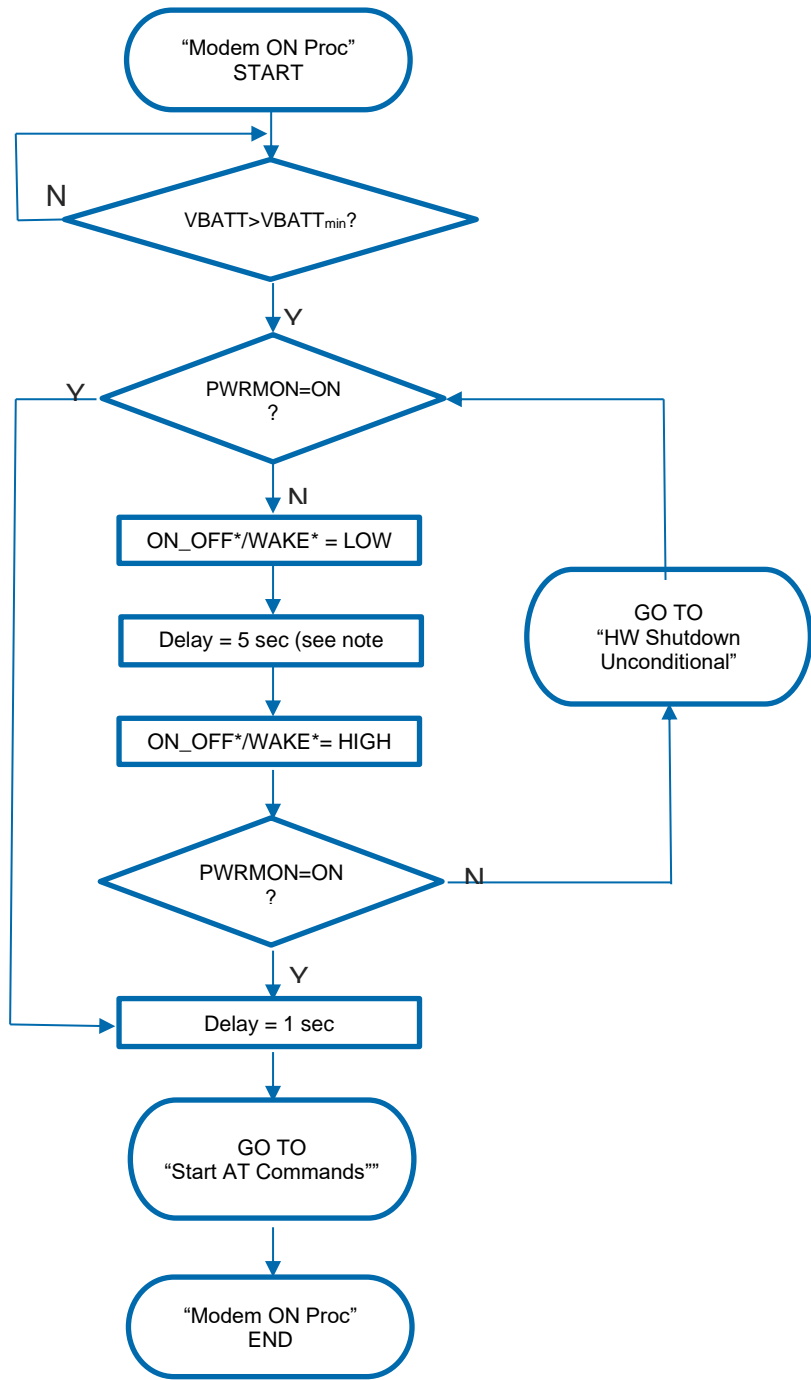 “Modem ON Proc”
START
N
VBATT>VBATTmin?
Y
Y
PWRMON=ON
?
N
ON_OFF*/WAKE* = LOW
Delay = 5 sec (see note
GO TO
“HW Shutdown
Unconditional”
ON_OFF*/WAKE*= HIGH
PWRMON=ON
?
N
Y
Delay = 1 sec
GO TO
“Start AT Commands””
“Modem ON Proc”
END